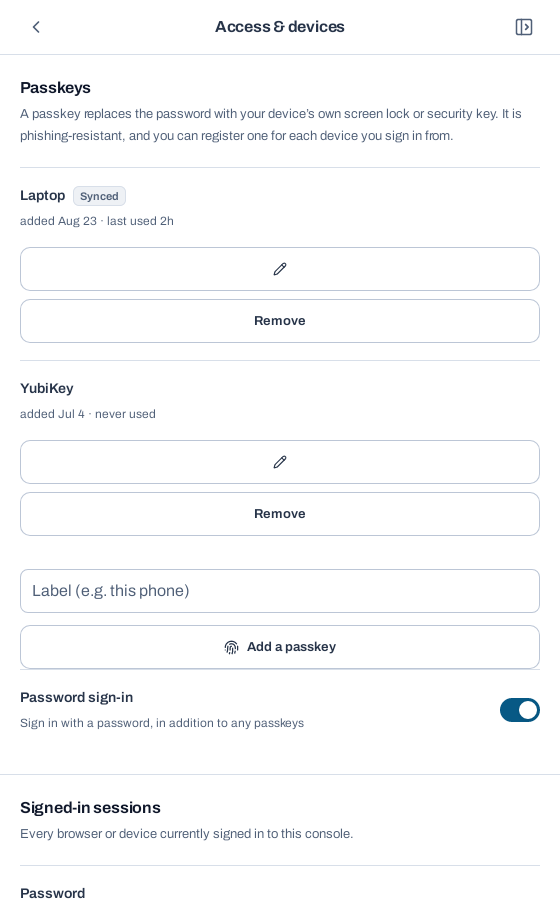 Access & devices
Passkeys
A passkey replaces the password with your device's own screen lock or security key. It is
phishing-resistant, and you can register one for each device you sign in from.
Laptop Synced
added Aug 23 · last used 2h
Remove
YubiKey
added Jul 4 · never used
Remove
Label (e.g. this phone)
Add a passkey
Password sign-in
Sign in with a password, in addition to any passkeys
Signed-in sessions
Every browser or device currently signed in to this console.
Password